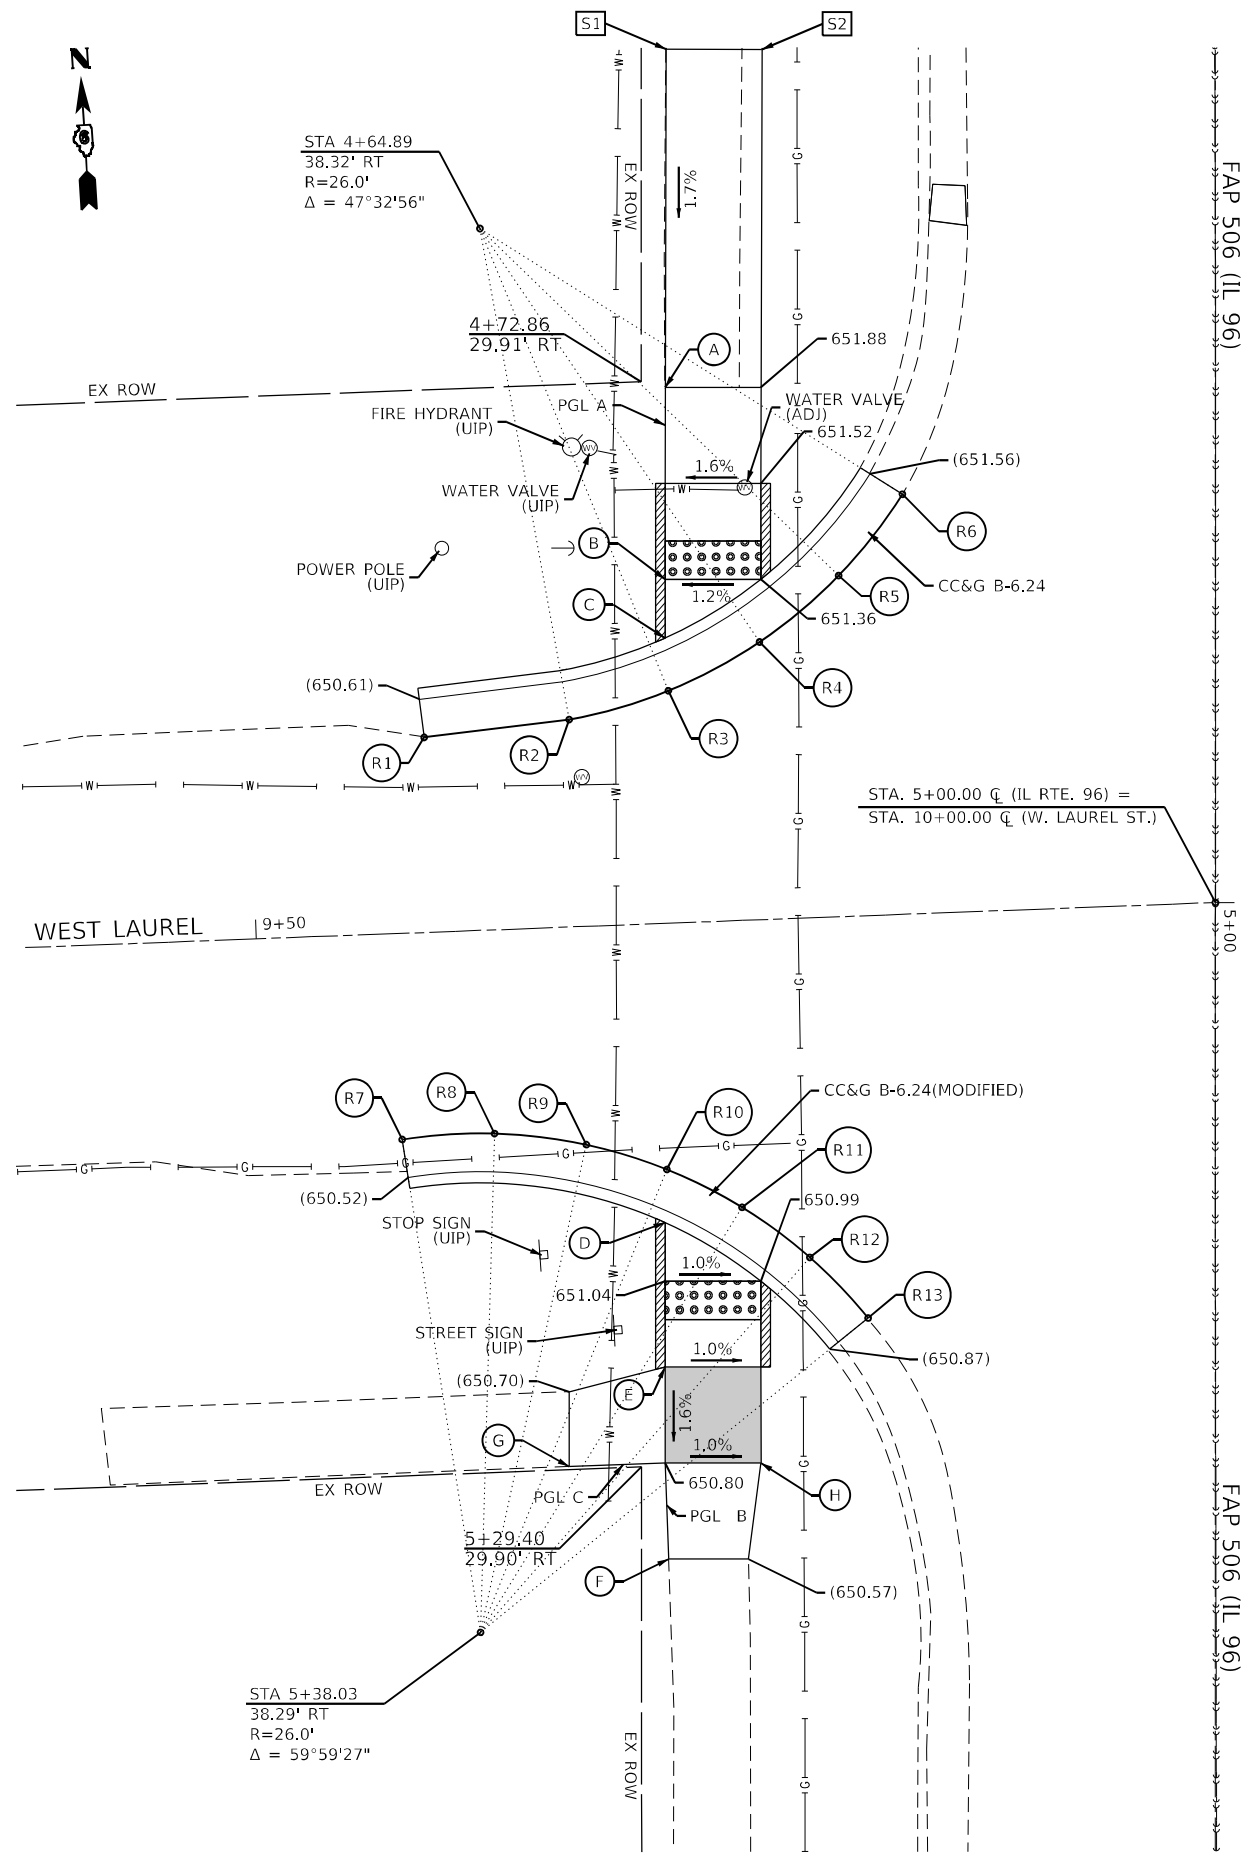 S1
S2
N
6
STA 4+64.89
38.32' RT
R=26.0'
Δ = 47°32'56"
W
G
EX ROW
1.7%
FAP 506 (IL 96)
4+72.86
29.91' RT
A
651.88
EX ROW
PGL A
WATER VALVE
(ADJ)
FIRE HYDRANT
(UIP)
WV
651.52
1.6%
(651.56)
WATER VALVE
(UIP)
W
WV
B
R6
POWER POLE
(UIP)
CC&G B-6.24
1.2%
R5
C
651.36
(650.61)
R4
R3
R2
R1
W
W
W
W
WV
STA. 5+00.00 ℄ (IL RTE. 96) =
STA. 10+00.00 ℄ (W. LAUREL ST.)
WEST LAUREL
9+50
5+00
R7
R8
R9
R10
CC&G B-6.24(MODIFIED)
R11
G
G
G
G
G
(650.52)
650.99
STOP SIGN
(UIP)
D
R12
1.0%
651.04
R13
STREET SIGN
(UIP)
1.0%
(650.87)
(650.70)
E
1.6%
G
1.0%
EX ROW
650.80
H
PGL C
PGL B
5+29.40
29.90' RT
F
(650.57)
FAP 506 (IL 96)
STA 5+38.03
38.29' RT
R=26.0'
Δ = 59°59'27"
EX ROW